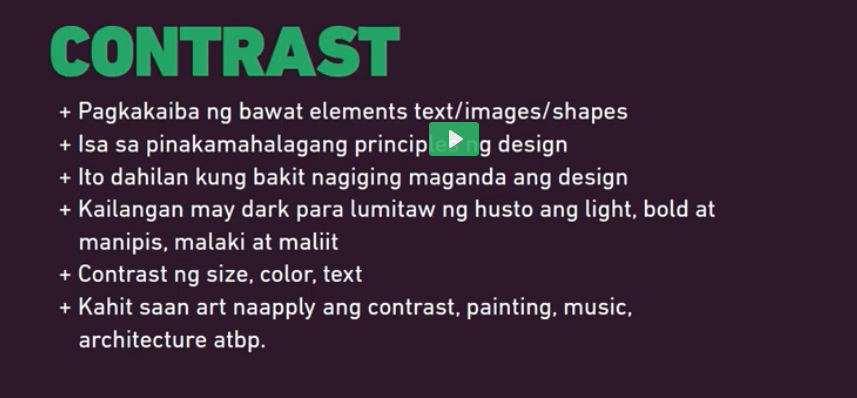 CONTRAST
+ Pagkakaiba ng bawat elements text/images/shapes
+ Isa sa pinakamahalagang principles ng design
+ Ito dahilan kung bakit nagiging maganda ang design
+ Kailangan may dark para lumitaw ng husto ang light, bold at
manipis, malaki at maliit
+ Contrast ng size, color, text
+ Kahit saan art naapply ang contrast, painting, music,
architecture atbp.